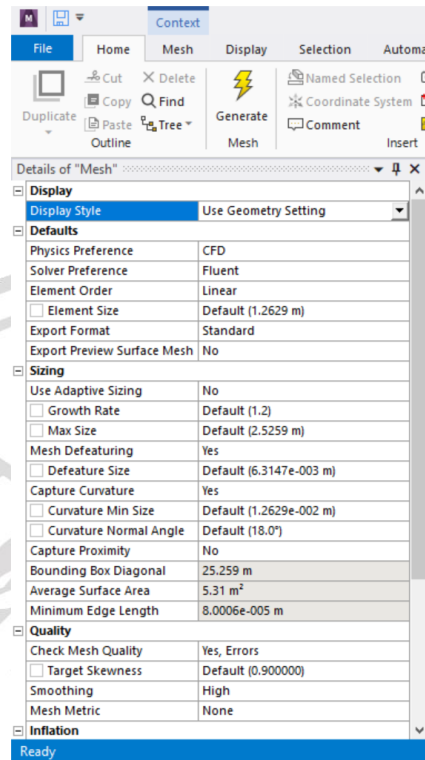 M
Context
File Home Mesh Display Selection Automa
Duplicate
Cut
Copy
Paste
Delete
Find
Tree
Outline
Generate
Mesh
Named Selection
Coordinate System
Comment
Insert
Details of "Mesh"
Display
Display Style Use Geometry Setting
Defaults
Physics Preference CFD
Solver Preference Fluent
Element Order Linear
Element Size Default (1.2629 m)
Export Format Standard
Export Preview Surface Mesh No
Sizing
Use Adaptive Sizing No
Growth Rate Default (1.2)
Max Size Default (2.5259 m)
Mesh Defeaturing Yes
Defeature Size Default (6.3147e-003 m)
Capture Curvature Yes
Curvature Min Size Default (1.2629e-002 m)
Curvature Normal Angle Default (18.0°)
Capture Proximity No
Bounding Box Diagonal 25.259 m
Average Surface Area 5.31 m²
Minimum Edge Length 8.0006e-005 m
Quality
Check Mesh Quality Yes, Errors
Target Skewness Default (0.900000)
Smoothing High
Mesh Metric None
Inflation
Ready